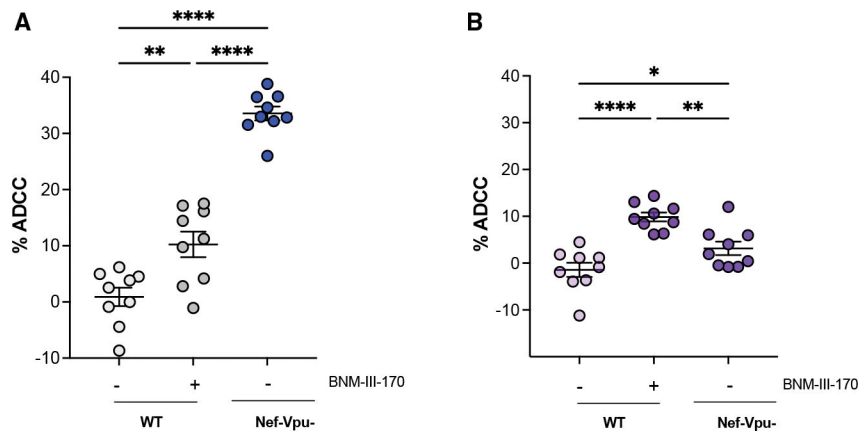 A
****
**
****
40
30
20
10
0
-10
% ADCC
-
+
-
BNM-III-170
WT
Nef-Vpu-
B
*
****
**
40
30
20
10
0
-10
% ADCC
-
+
-
BNM-III-170
WT
Nef-Vpu-